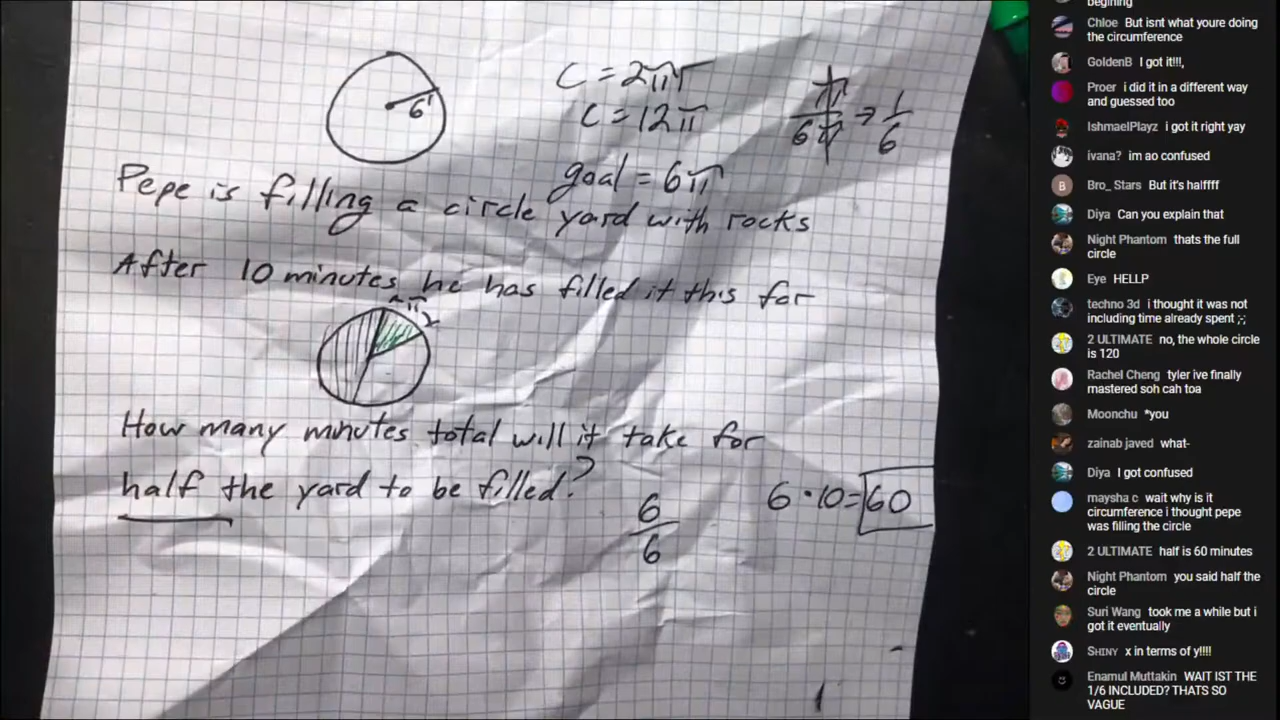 6'
C = 2πr
C = 12π
goal = 6π
π/6π → 1/6
Pepe is filling a circle yard with rocks
After 10 minutes he has filled it this far
π
How many minutes total will it take for
half the yard to be filled?
6/6
6 · 10 = 60
begining
Chloe But isnt what youre doing
the circumference
GoldenB I got it!!!,
Proer i did it in a different way
and guessed too
IshmaelPlayz i got it right yay
ivana? im ao confused
B
Bro_ Stars But it's halffff
Diya Can you explain that
Night Phantom thats the full
circle
Eye HELLP
techno 3d i thought it was not
including time already spent ;-;
2 ULTIMATE no, the whole circle
is 120
Rachel Cheng tyler ive finally
mastered soh cah toa
Moonchu *you
zainab javed what-
Diya I got confused
maysha c wait why is it
circumference i thought pepe
was filling the circle
2 ULTIMATE half is 60 minutes
Night Phantom you said half the
circle
Suri Wang took me a while but i
got it eventually
SHINY x in terms of y!!!!
Enamul Muttakin WAIT IST THE
1/6 INCLUDED? THATS SO
VAGUE